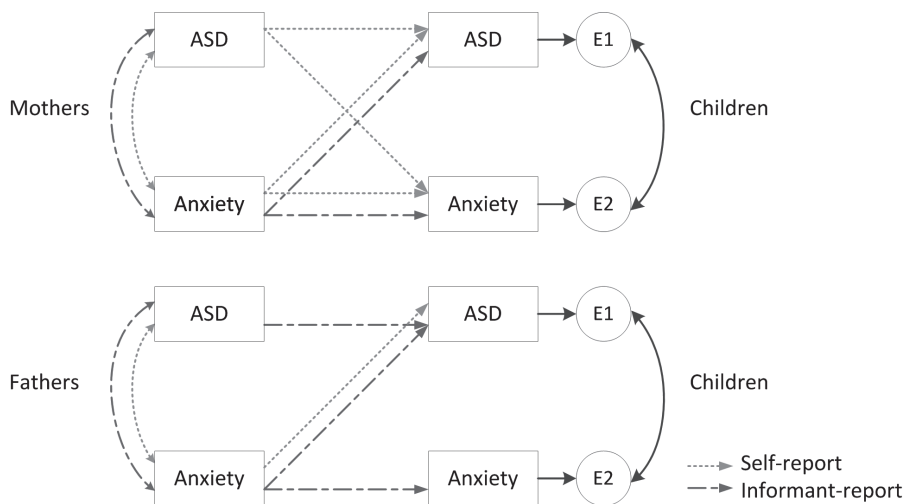 ASD
ASD
E1
Mothers
Children
Anxiety
Anxiety
E2
ASD
ASD
E1
Fathers
Children
Anxiety
Anxiety
E2
Self-report
Informant-report